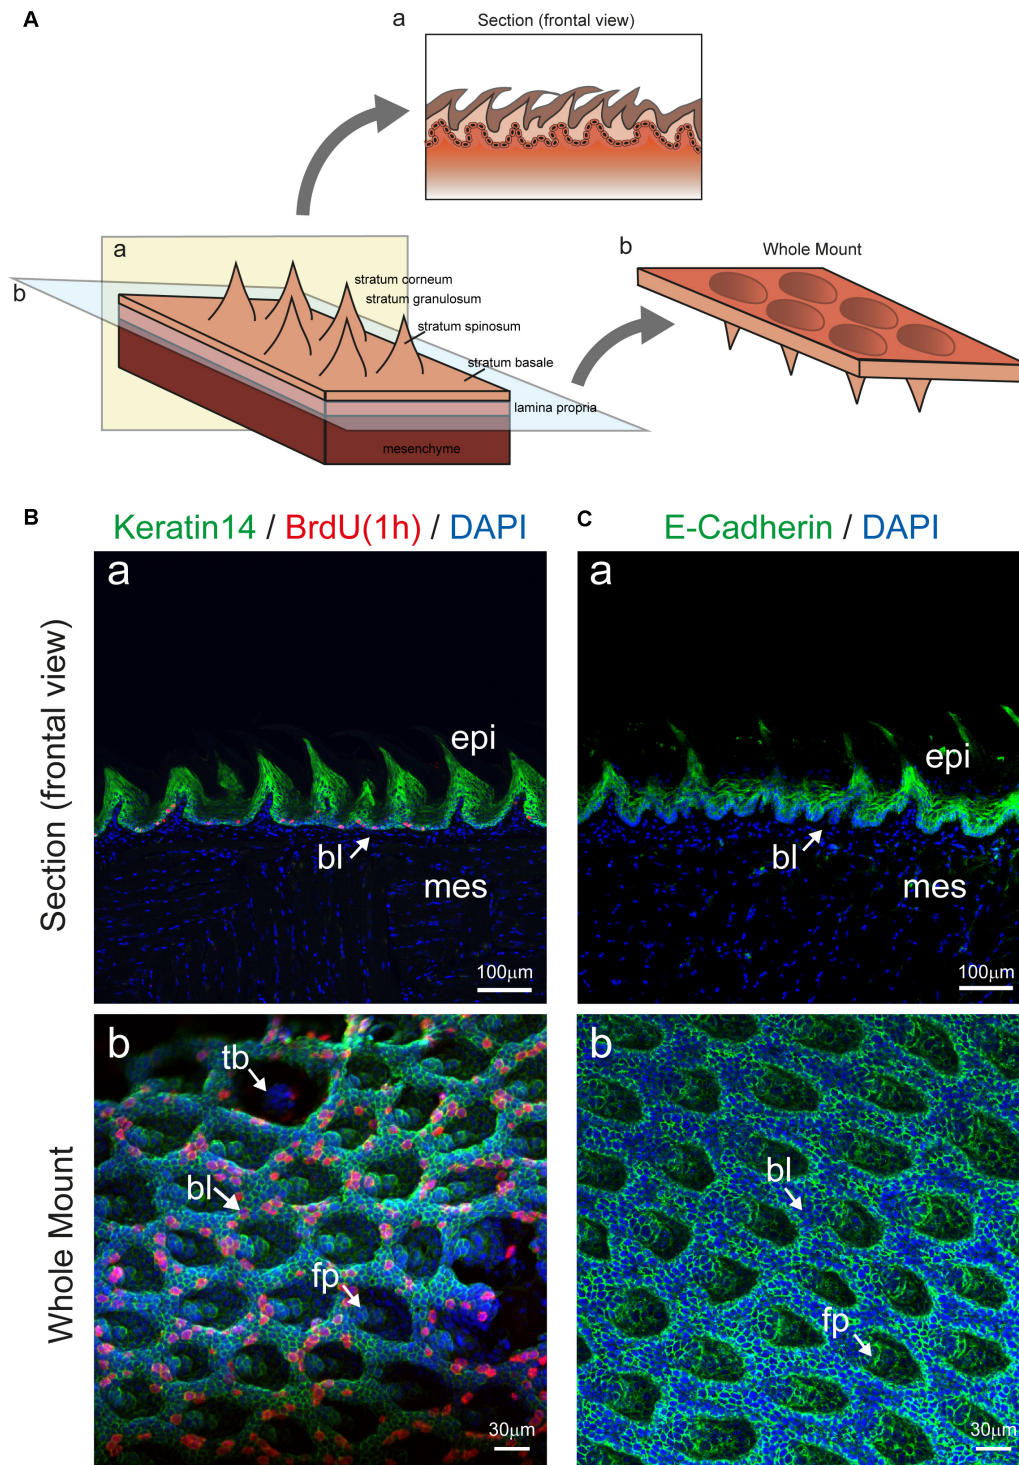 A
a
Section (frontal view)
a
b
stratum corneum
stratum granulosum
stratum spinosum
stratum basale
lamina propria
mesenchyme
b
Whole Mount
B
Keratin14 / BrdU(1h) / DAPI
C
E-Cadherin / DAPI
Section (frontal view)
a
epi
bl
mes
100µm
a
epi
bl
mes
100µm
Whole Mount
b
tb
bl
fp
30µm
b
bl
fp
30µm